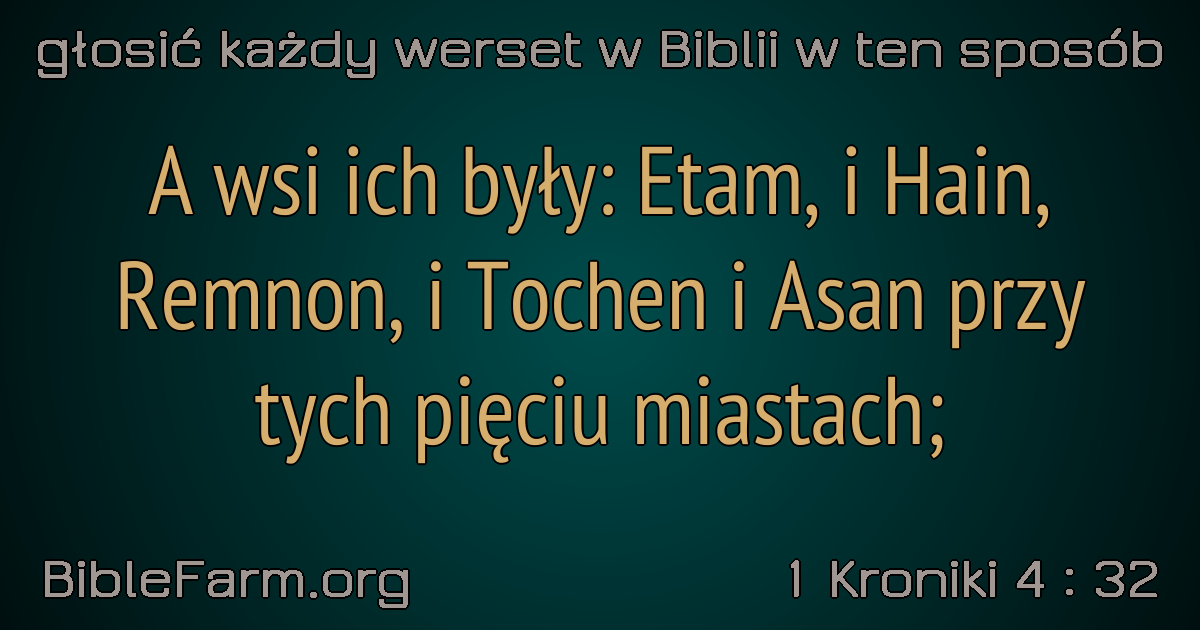 głosić każdy werset w Biblii w ten sposób
A wsi ich były: Etam, i Hain,
Remnon, i Tochen i Asan przy
tych pięciu miastach;
BibleFarm.org
1 Kroniki 4 : 32